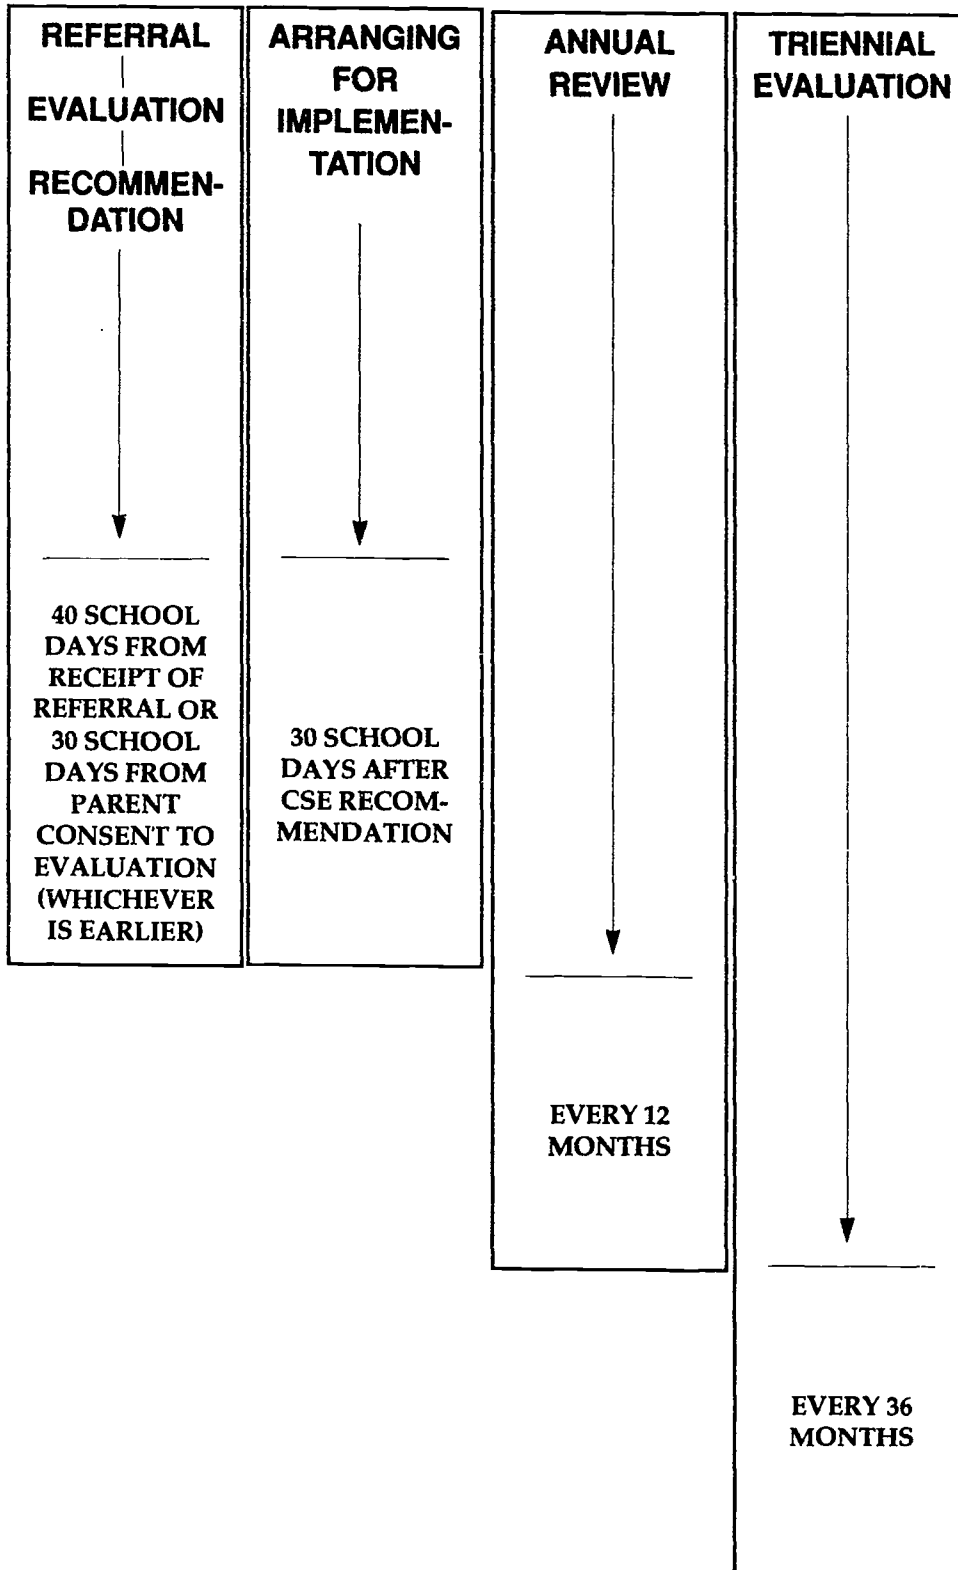 REFERRAL
EVALUATION
RECOMMEN-
DATION
40 SCHOOL
DAYS FROM
RECEIPT OF
REFERRAL OR
30 SCHOOL
DAYS FROM
PARENT
CONSENT TO
EVALUATION
(WHICHEVER
IS EARLIER)
ARRANGING
FOR
IMPLEMEN-
TATION
30 SCHOOL
DAYS AFTER
CSE RECOM-
MENDATION
ANNUAL
REVIEW
EVERY 12
MONTHS
TRIENNIAL
EVALUATION
EVERY 36
MONTHS